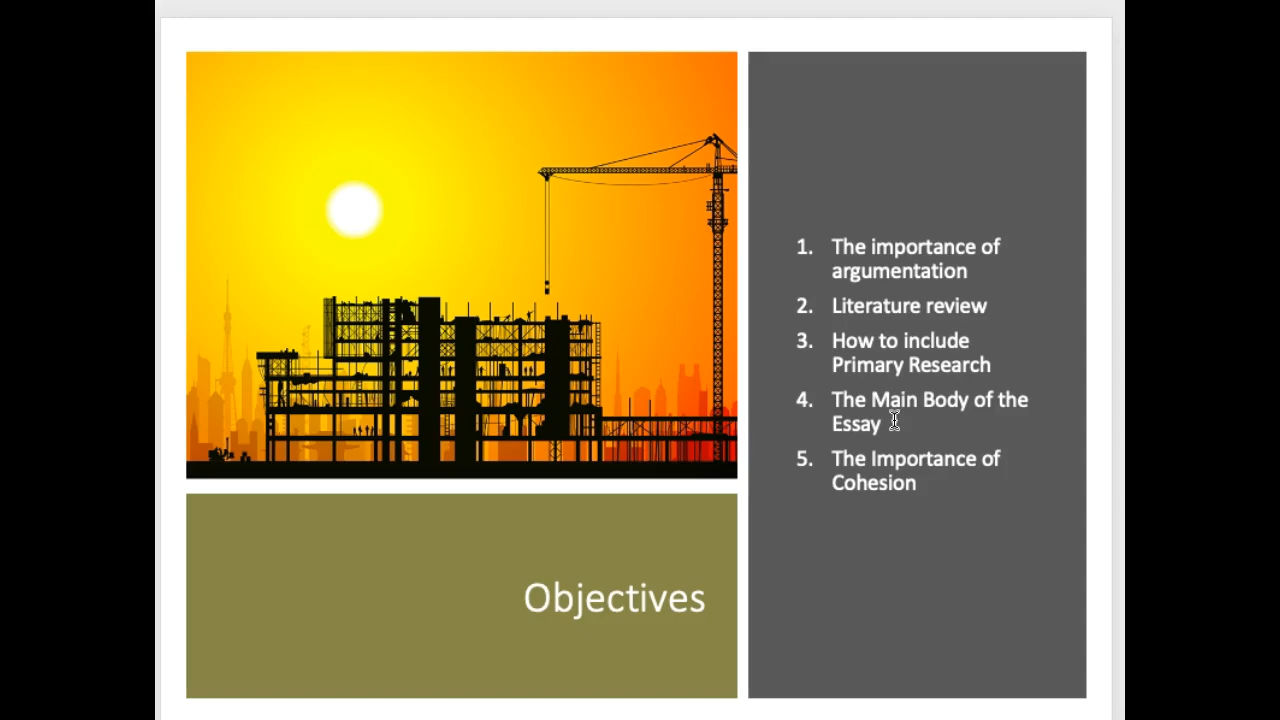 1. The importance of
argumentation
2. Literature review
3. How to include
Primary Research
4. The Main Body of the
Essay
5. The Importance of
Cohesion
Objectives